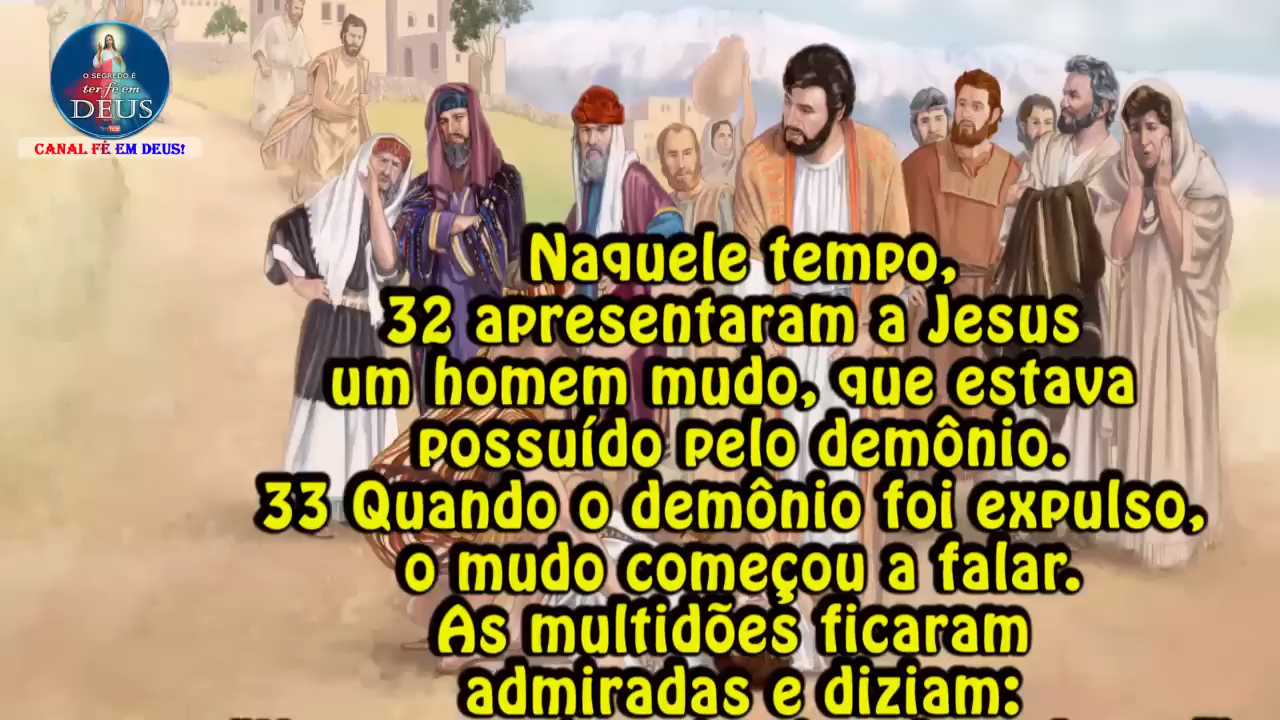 O SEGREDO É
ter fé em
DEUS
CANAL FÉ EM DEUS!
Naquele tempo,
32 apresentaram a Jesus
um homem mudo, que estava
possuído pelo demônio.
33 Quando o demônio foi expulso,
o mudo começou a falar.
As multidões ficaram
admiradas e diziam: